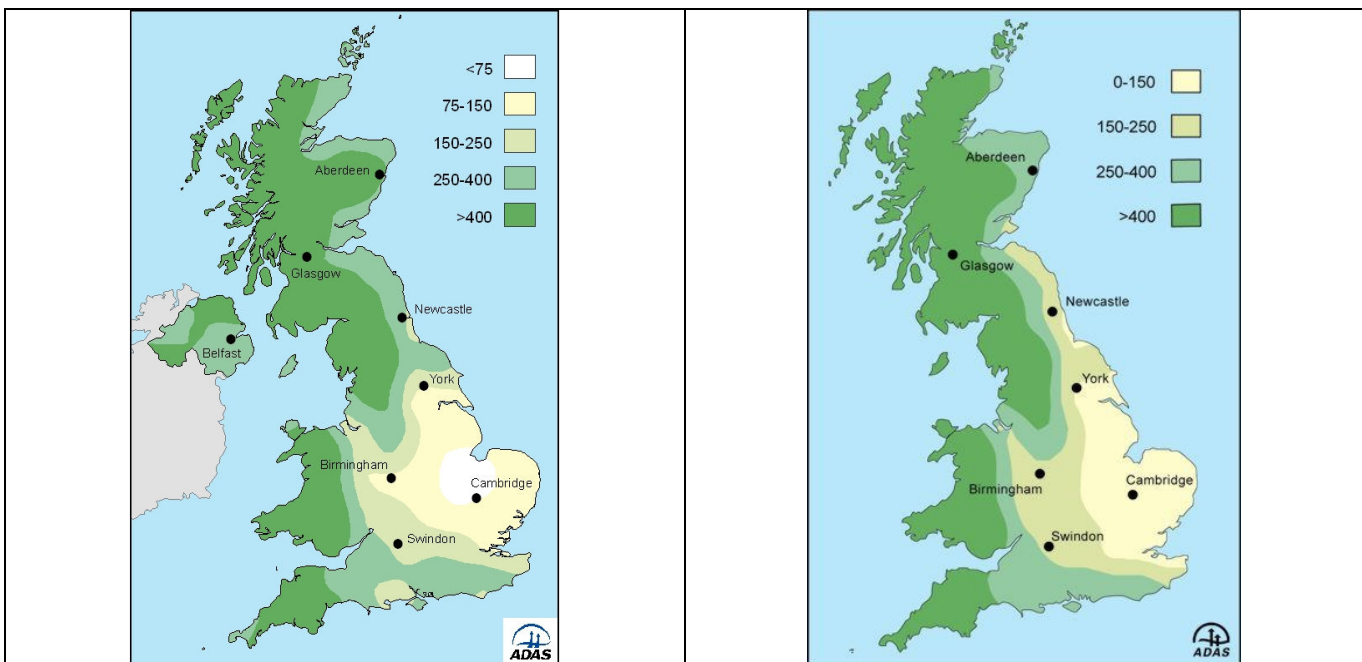 <75
75-150
150-250
250-400
>400
Aberdeen
Glasgow
Newcastle
Belfast
York
Birmingham
Cambridge
Swindon
ADAS
0-150
150-250
250-400
>400
Aberdeen
Glasgow
Newcastle
York
Birmingham
Cambridge
Swindon
ADAS